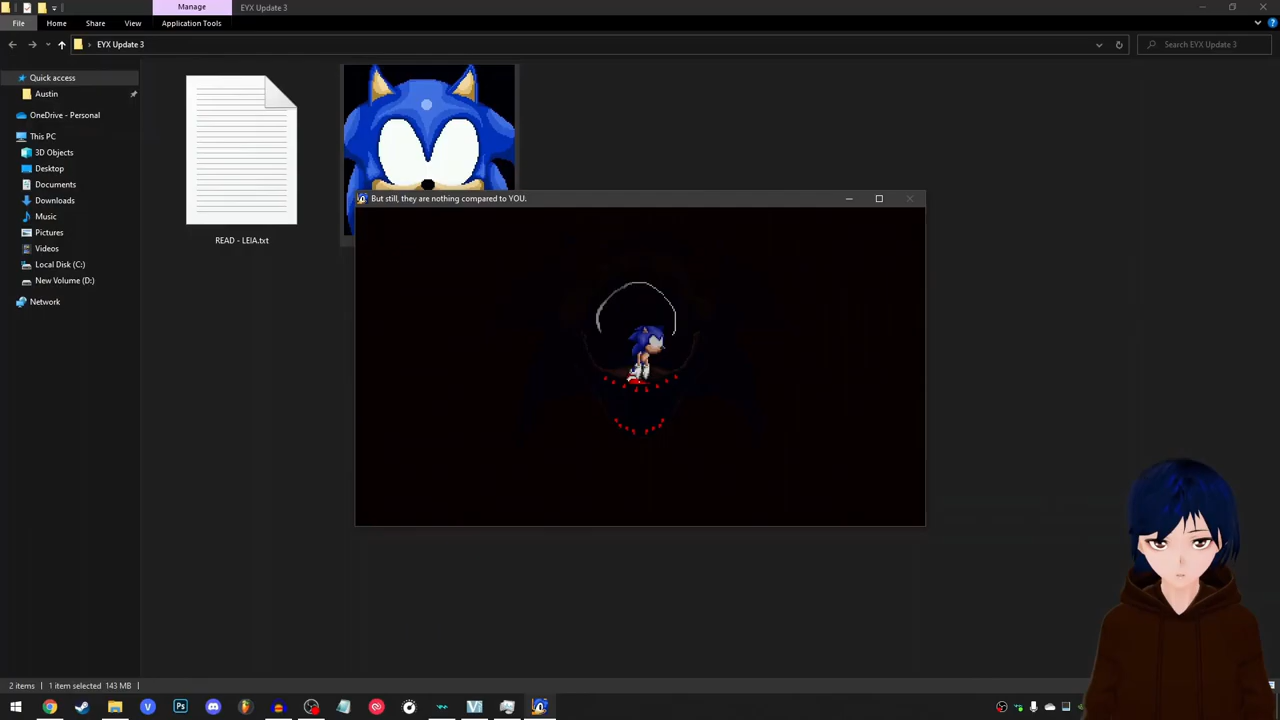 Manage
EYX Update 3
File
Home
Share
View
Application Tools
EYX Update 3
Search EYX Update 3
Quick access
Austin
OneDrive - Personal
This PC
3D Objects
Desktop
Documents
Downloads
Music
Pictures
Videos
Local Disk (C:)
New Volume (D:)
Network
READ - LEIA.txt
But still, they are nothing compared to YOU.
2 items
1 item selected 143 MB
Ps